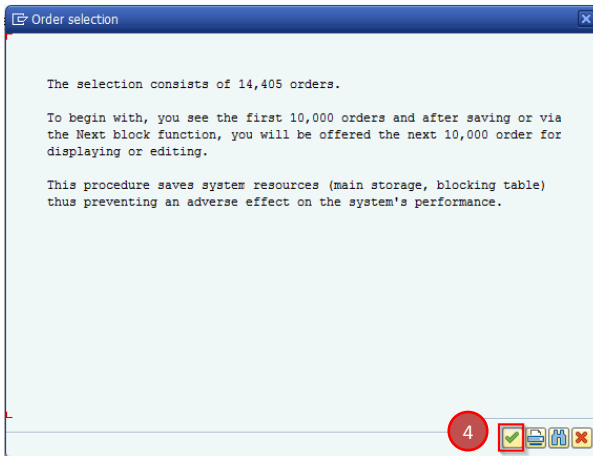 Order selection
The selection consists of 14,405 orders.
To begin with, you see the first 10,000 orders and after saving or via
the Next block function, you will be offered the next 10,000 order for
displaying or editing.
This procedure saves system resources (main storage, blocking table)
thus preventing an adverse effect on the system's performance.
4